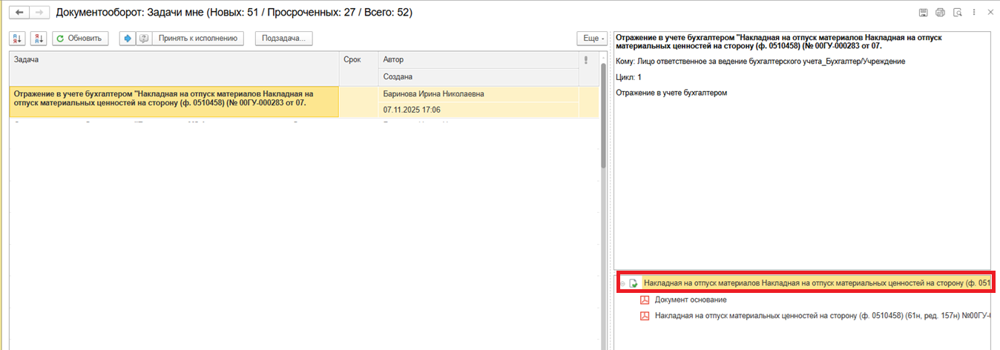 Документооборот: Задачи мне (Новых: 51 / Просроченных: 27 / Всего: 52)
Обновить
Принять к исполнению
Подзадача...
Еще
Задача
Срок
Автор
Создана
Отражение в учете бухгалтером "Накладная на отпуск материалов Накладная на
отпуск материальных ценностей на сторону (ф. 0510458) (№ 00ГУ-000283 от 07.
Баринова Ирина Николаевна
07.11.2025 17:06
Отражение в учете бухгалтером "Накладная на отпуск материалов Накладная на отпуск
материальных ценностей на сторону (ф. 0510458) (№ 00ГУ-000283 от 07.
Кому: Лицо ответственное за ведение бухгалтерского учета_Бухгалтер/Учреждение
Цикл: 1
Отражение в учете бухгалтером
Накладная на отпуск материалов Накладная на отпуск материальных ценностей на сторону (ф. 051
Документ основание
Накладная на отпуск материальных ценностей на сторону (ф. 0510458) (61н, ред. 157н) №00ГУ-